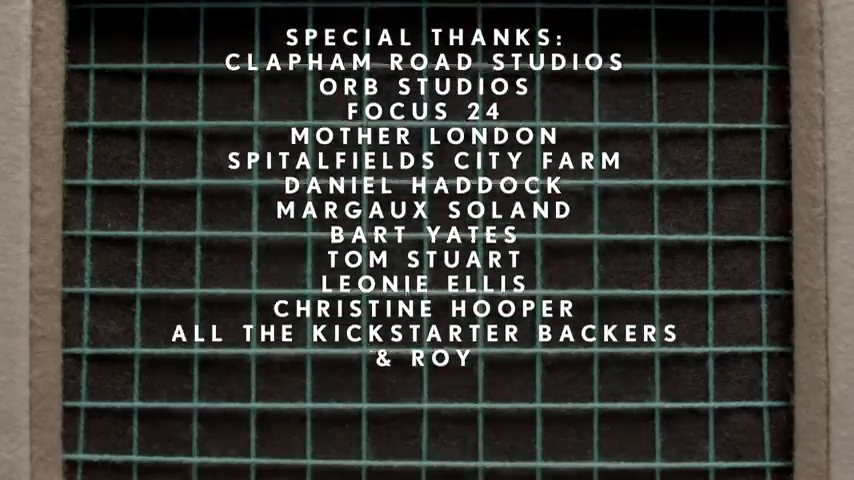 SPECIAL THANKS:
CLAPHAM ROAD STUDIOS
ORB STUDIOS
FOCUS 24
MOTHER LONDON
SPITALFIELDS CITY FARM
DANIEL HADDOCK
MARGAUX SOLAND
BART YATES
TOM STUART
LEONIE ELLIS
CHRISTINE HOOPER
ALL THE KICKSTARTER BACKERS
& ROY